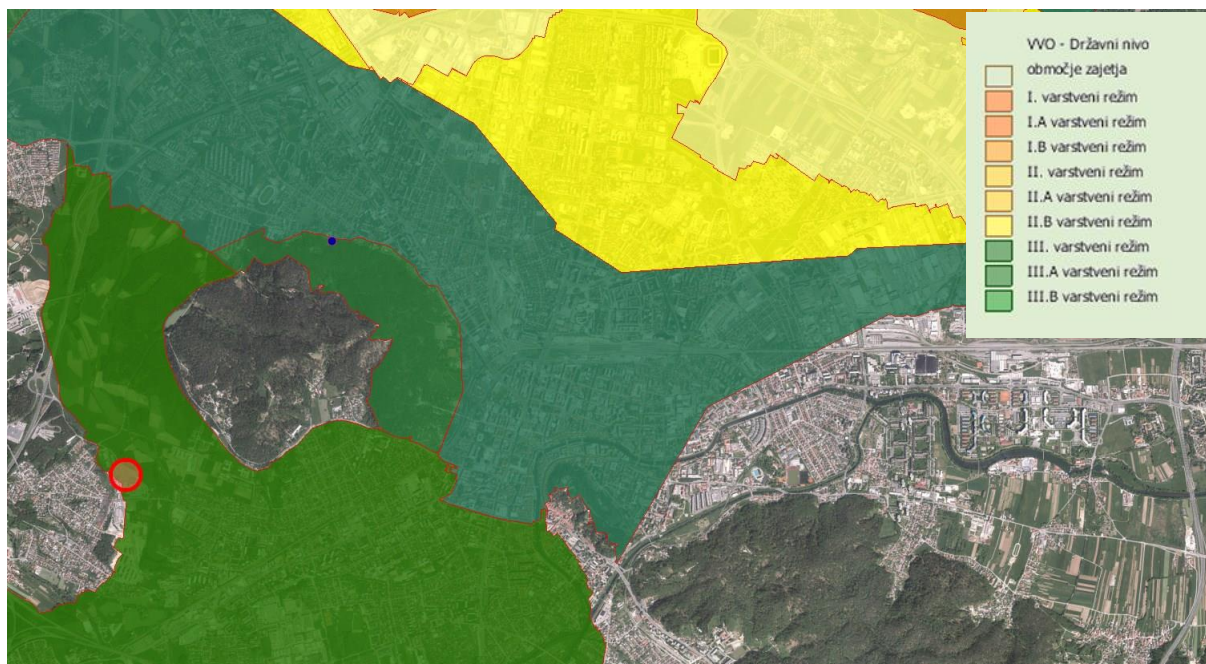 VVO - Državni nivo
območje zajetja
I. varstveni režim
I.A varstveni režim
I.B varstveni režim
II. varstveni režim
II.A varstveni režim
II.B varstveni režim
III. varstveni režim
III.A varstveni režim
III.B varstveni režim